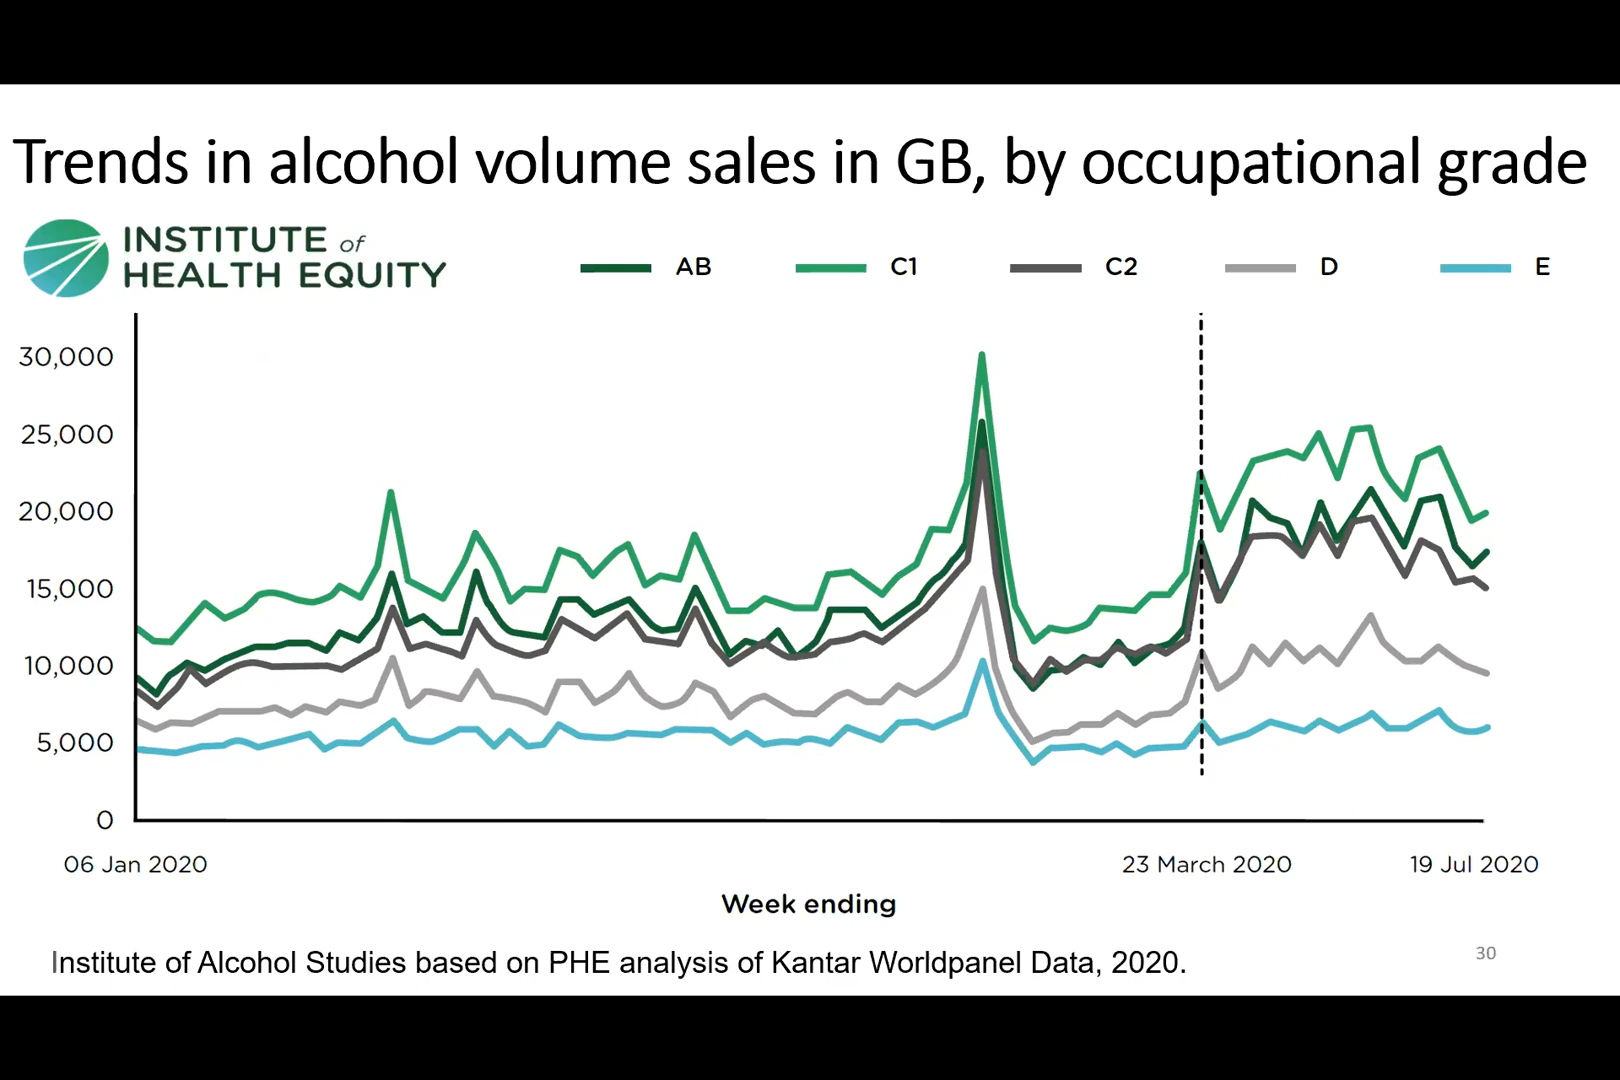 Trends in alcohol volume sales in GB, by occupational grade
INSTITUTE of
HEALTH EQUITY
AB
C1
C2
D
E
30,000
25,000
20,000
15,000
10,000
5,000
0
06 Jan 2020
23 March 2020
19 Jul 2020
Week ending
Institute of Alcohol Studies based on PHE analysis of Kantar Worldpanel Data, 2020.
30